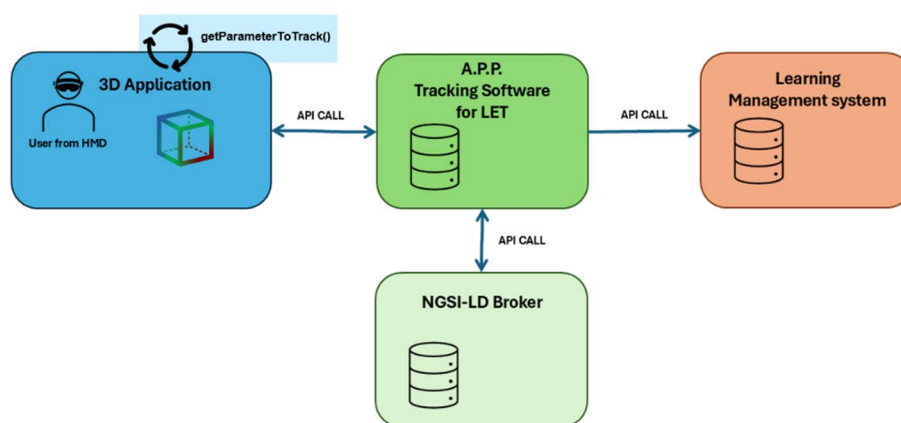 getParameterToTrack()
3D Application
User from HMD
API CALL
A.P.P.
Tracking Software
for LET
API CALL
Learning
Management system
API CALL
NGSI-LD Broker